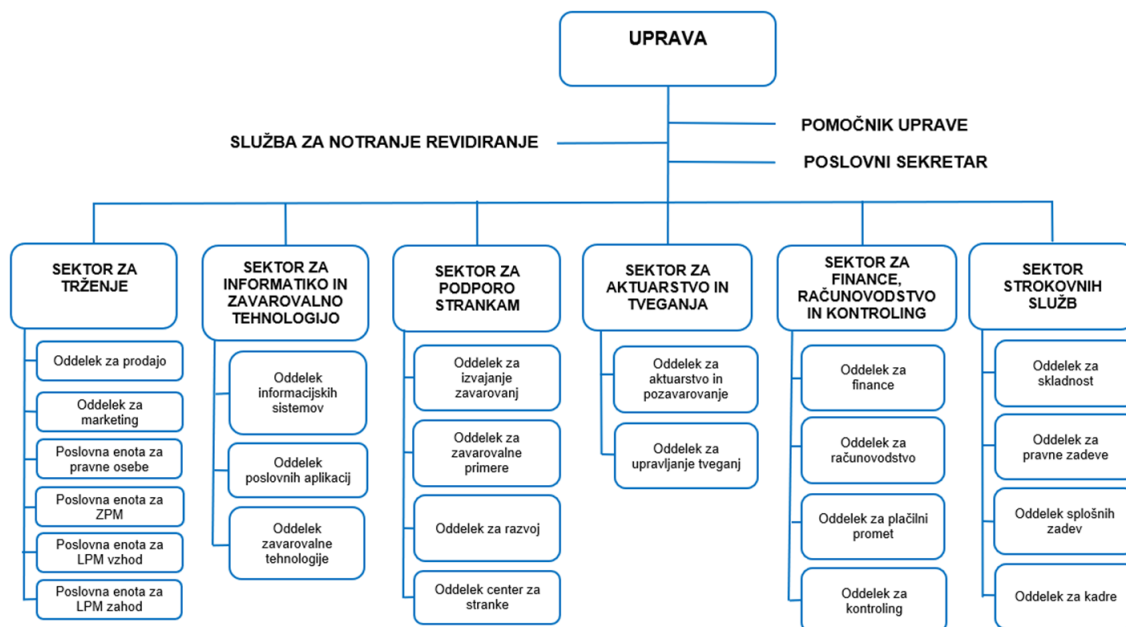 UPRAVA
POMOČNIK UPRAVE
SLUŽBA ZA NOTRANJE REVIDIRANJE
POSLOVNI SEKRETAR
SEKTOR ZA
TRŽENJE
Oddelek za prodajo
Oddelek za
marketing
Poslovna enota za
pravne osebe
Poslovna enota za
ZPM
Poslovna enota za
LPM vzhod
Poslovna enota za
LPM zahod
SEKTOR ZA
INFORMATIKO IN
ZAVAROVALNO
TEHNOLOGIJO
Oddelek
informacijskih
sistemov
Oddelek
poslovnih aplikacij
Oddelek
zavarovalne
tehnologije
SEKTOR ZA
PODPORO
STRANKAM
Oddelek za
izvajanje
zavarovanj
Oddelek za
zavarovalne
primere
Oddelek za razvoj
Oddelek center za
stranke
SEKTOR ZA
AKTUARSTVO IN
TVEGANJA
Oddelek za
aktuarstvo in
pozavarovanje
Oddelek za
upravljanje tveganj
SEKTOR ZA
FINANCE,
RAČUNOVODSTVO
IN KONTROLING
Oddelek za
finance
Oddelek za
računovodstvo
Oddelek za plačilni
promet
Oddelek za
kontroling
SEKTOR
STROKOVNIH
SLUŽB
Oddelek za
skladnost
Oddelek za
pravne zadeve
Oddelek splošnih
zadev
Oddelek za kadre